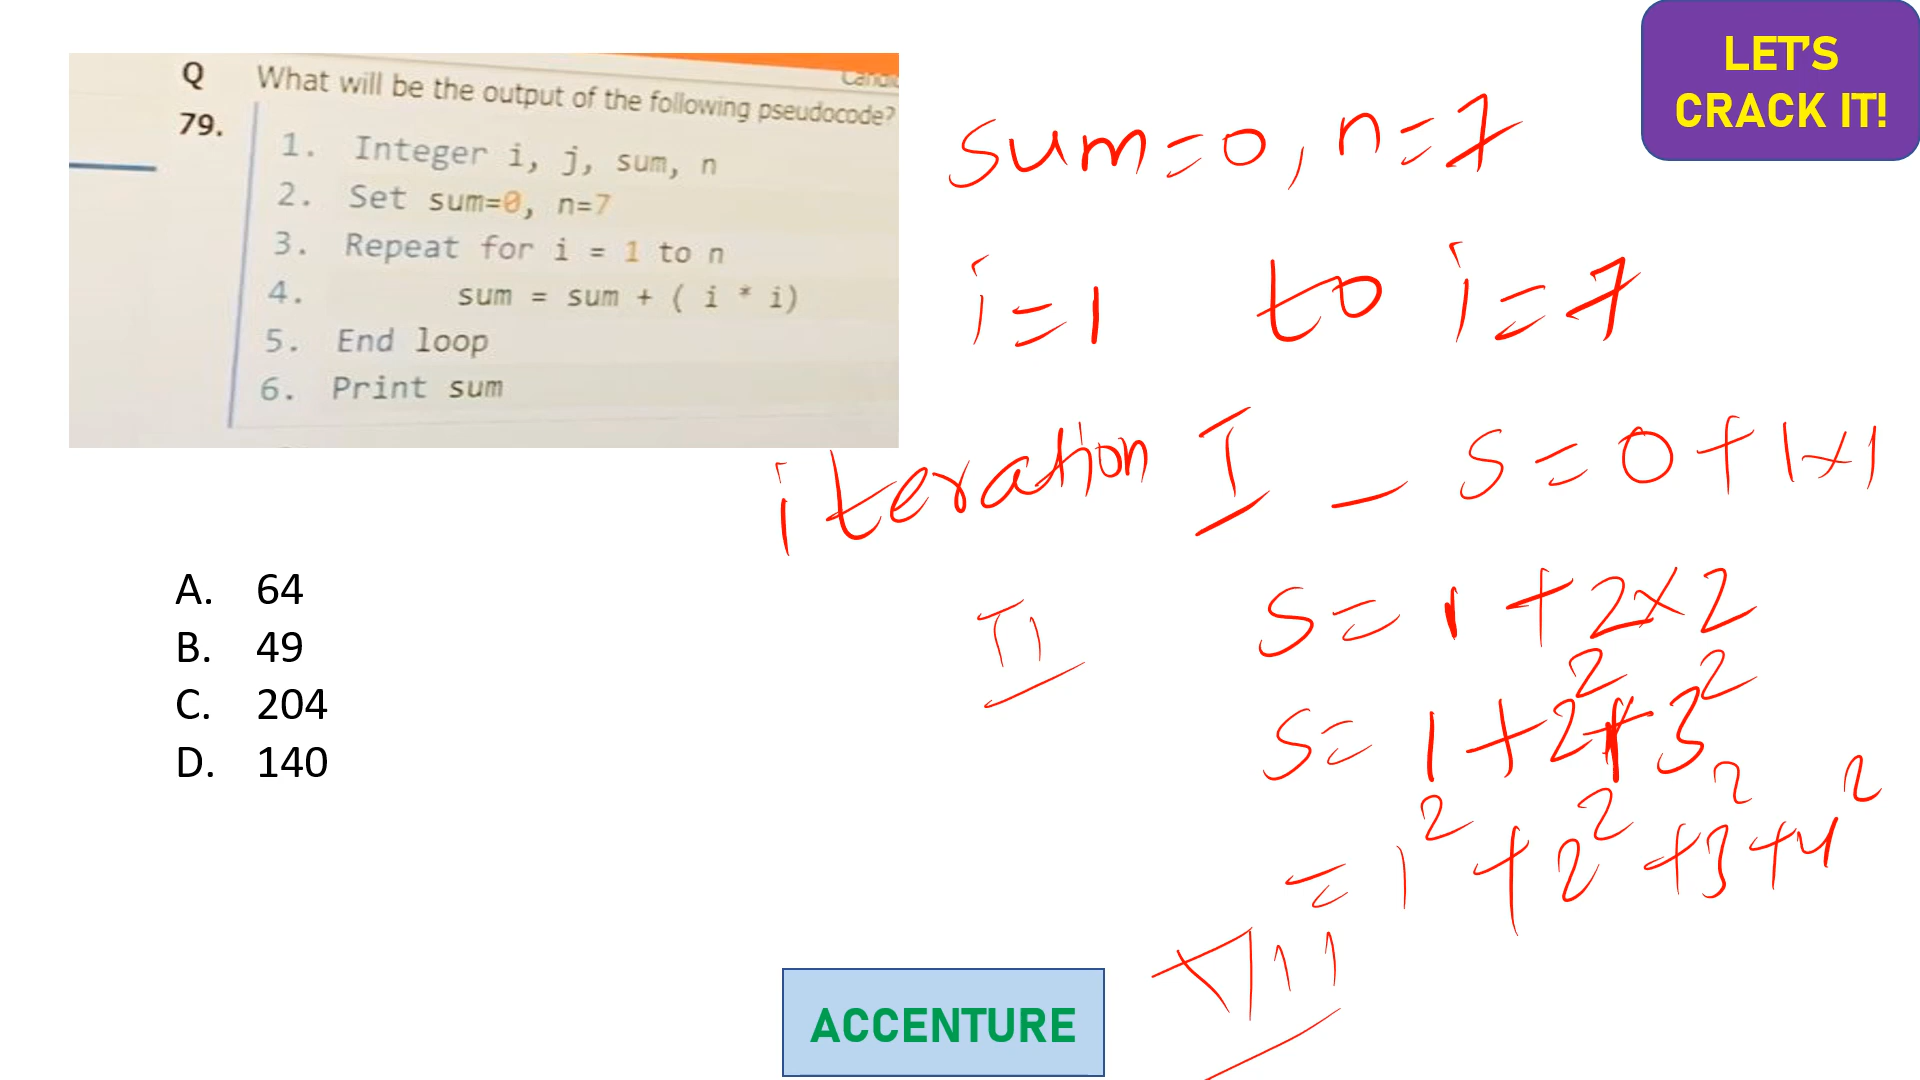 LET'S
CRACK IT!
Q What will be the output of the following pseudocode?
79.
1. Integer i, j, sum, n
2. Set sum=0, n=7
3. Repeat for i = 1 to n
4. sum = sum + ( i * i)
5. End loop
6. Print sum
sum=0, n=7
i=1 to i=7
iteration I - s=0+1×1
II s=1+2×2
s=1+2²+3²
=1²+2²+3²+4²
VII
A. 64
B. 49
C. 204
D. 140
ACCENTURE